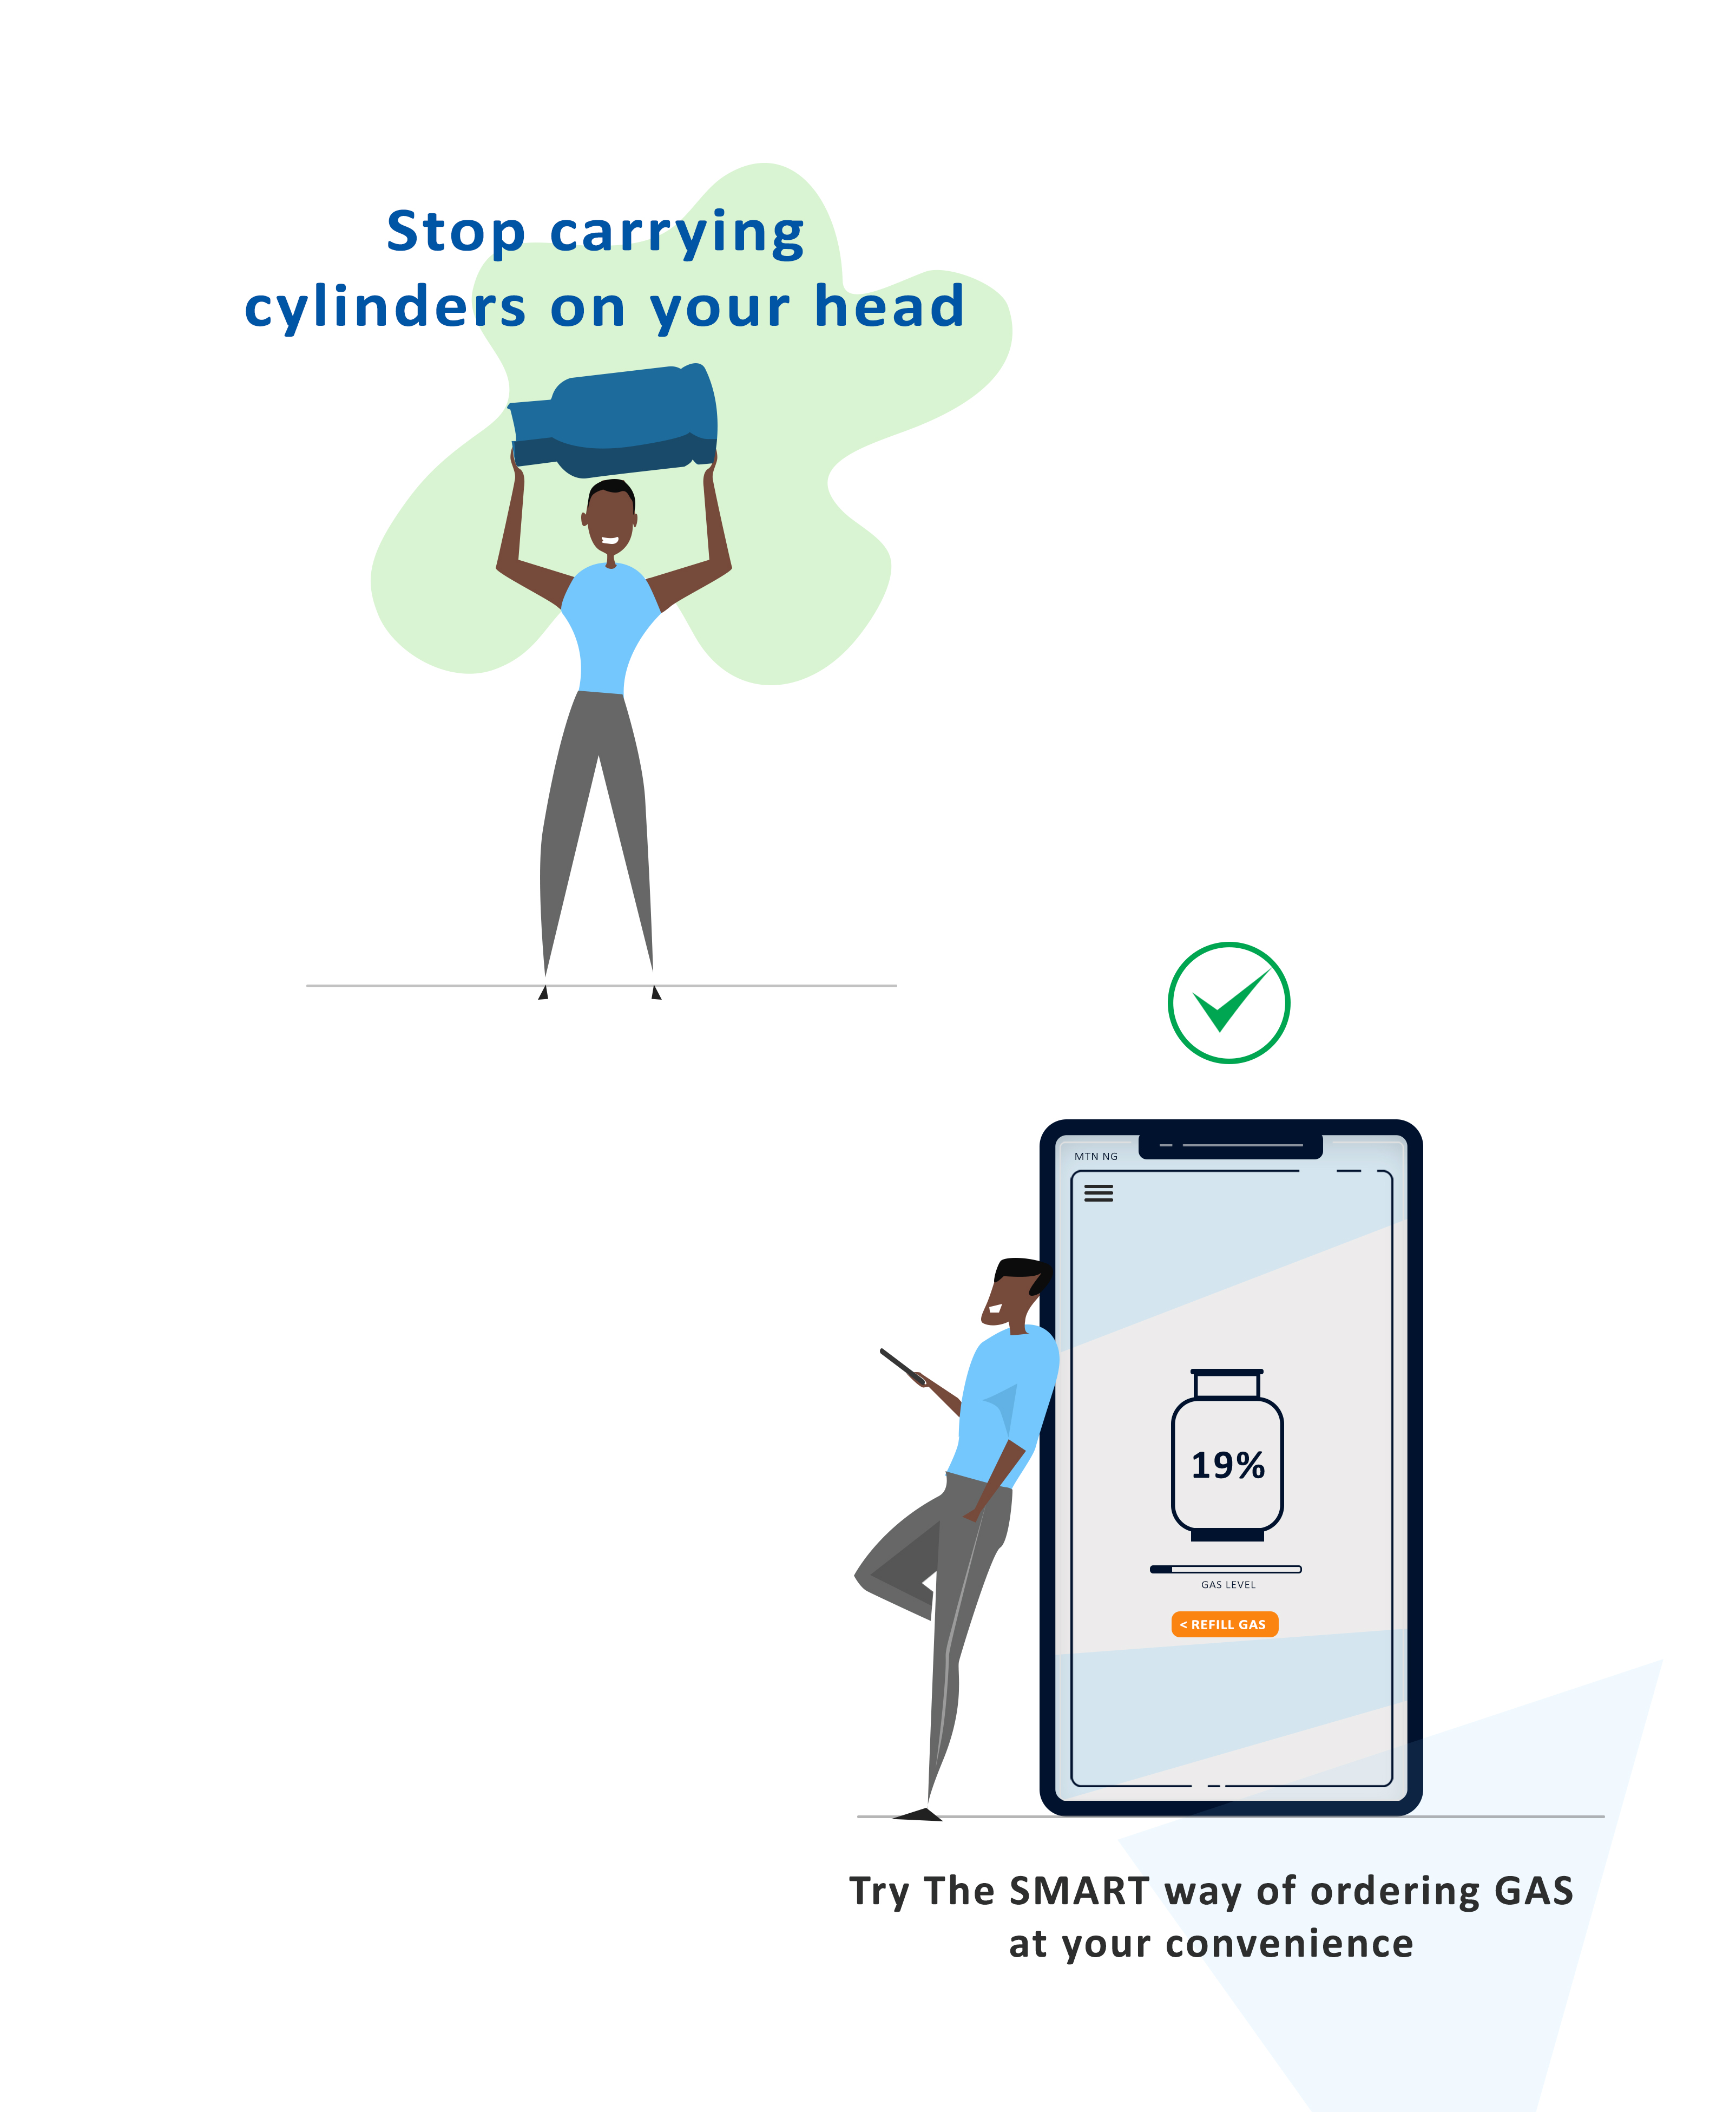 Stop carrying
cylinders on your head
MTN NG
19%
GAS LEVEL
< REFILL GAS
Try The SMART way of ordering GAS
at your convenience